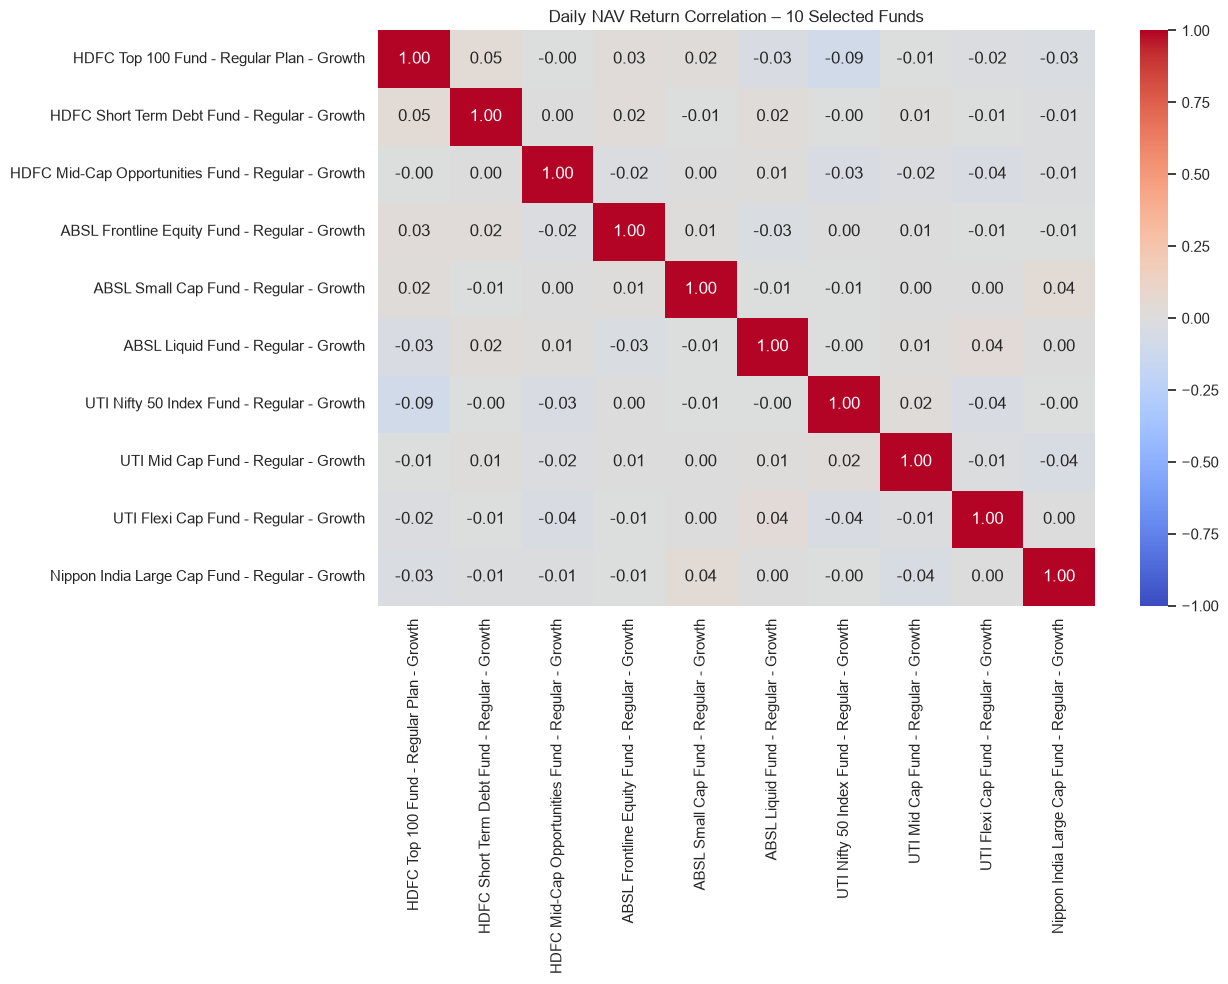 Daily NAV Return Correlation – 10 Selected Funds
HDFC Top 100 Fund - Regular Plan - Growth 1.00 0.05 -0.00 0.03 0.02 -0.03 -0.09 -0.01 -0.02 -0.03
HDFC Short Term Debt Fund - Regular - Growth 0.05 1.00 0.00 0.02 -0.01 0.02 -0.00 0.01 -0.01 -0.01
HDFC Mid-Cap Opportunities Fund - Regular - Growth -0.00 0.00 1.00 -0.02 0.00 0.01 -0.03 -0.02 -0.04 -0.01
ABSL Frontline Equity Fund - Regular - Growth 0.03 0.02 -0.02 1.00 0.01 -0.03 0.00 0.01 -0.01 -0.01
ABSL Small Cap Fund - Regular - Growth 0.02 -0.01 0.00 0.01 1.00 -0.01 -0.01 0.00 0.00 0.04
ABSL Liquid Fund - Regular - Growth -0.03 0.02 0.01 -0.03 -0.01 1.00 -0.00 0.01 0.04 0.00
UTI Nifty 50 Index Fund - Regular - Growth -0.09 -0.00 -0.03 0.00 -0.01 -0.00 1.00 0.02 -0.04 -0.00
UTI Mid Cap Fund - Regular - Growth -0.01 0.01 -0.02 0.01 0.00 0.01 0.02 1.00 -0.01 -0.04
UTI Flexi Cap Fund - Regular - Growth -0.02 -0.01 -0.04 -0.01 0.00 0.04 -0.04 -0.01 1.00 0.00
Nippon India Large Cap Fund - Regular - Growth -0.03 -0.01 -0.01 -0.01 0.04 0.00 -0.00 -0.04 0.00 1.00
HDFC Top 100 Fund - Regular Plan - Growth
HDFC Short Term Debt Fund - Regular - Growth
HDFC Mid-Cap Opportunities Fund - Regular - Growth
ABSL Frontline Equity Fund - Regular - Growth
ABSL Small Cap Fund - Regular - Growth
ABSL Liquid Fund - Regular - Growth
UTI Nifty 50 Index Fund - Regular - Growth
UTI Mid Cap Fund - Regular - Growth
UTI Flexi Cap Fund - Regular - Growth
Nippon India Large Cap Fund - Regular - Growth
1.00
0.75
0.50
0.25
0.00
−0.25
−0.50
−0.75
−1.00